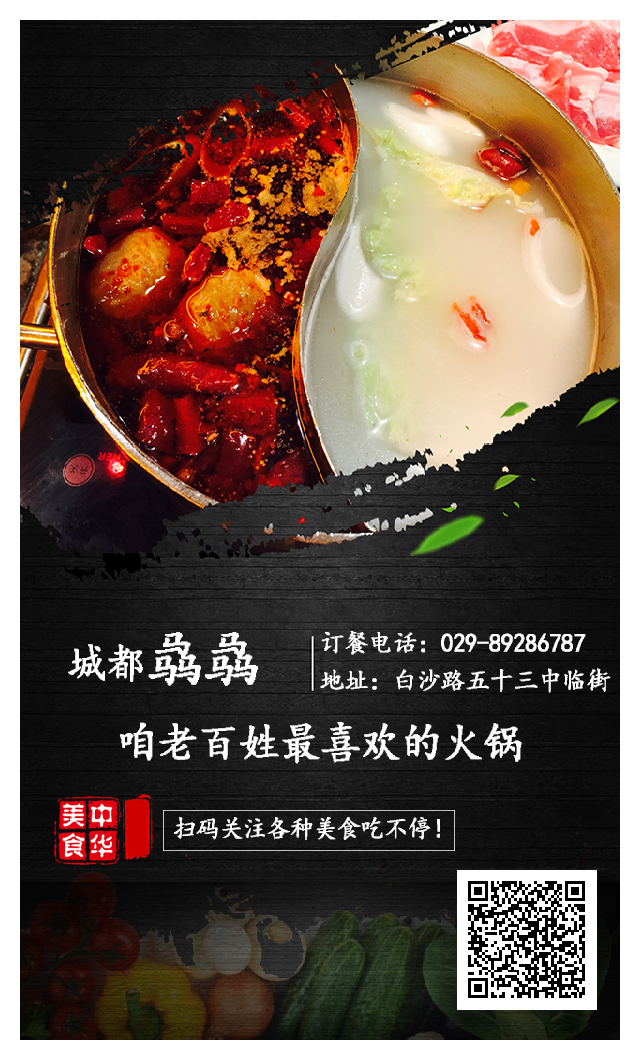 城都骉骉
订餐电话：029-89286787
地址：白沙路五十三中临街
咱老百姓最喜欢的火锅
中华
美食
扫码关注各种美食吃不停！